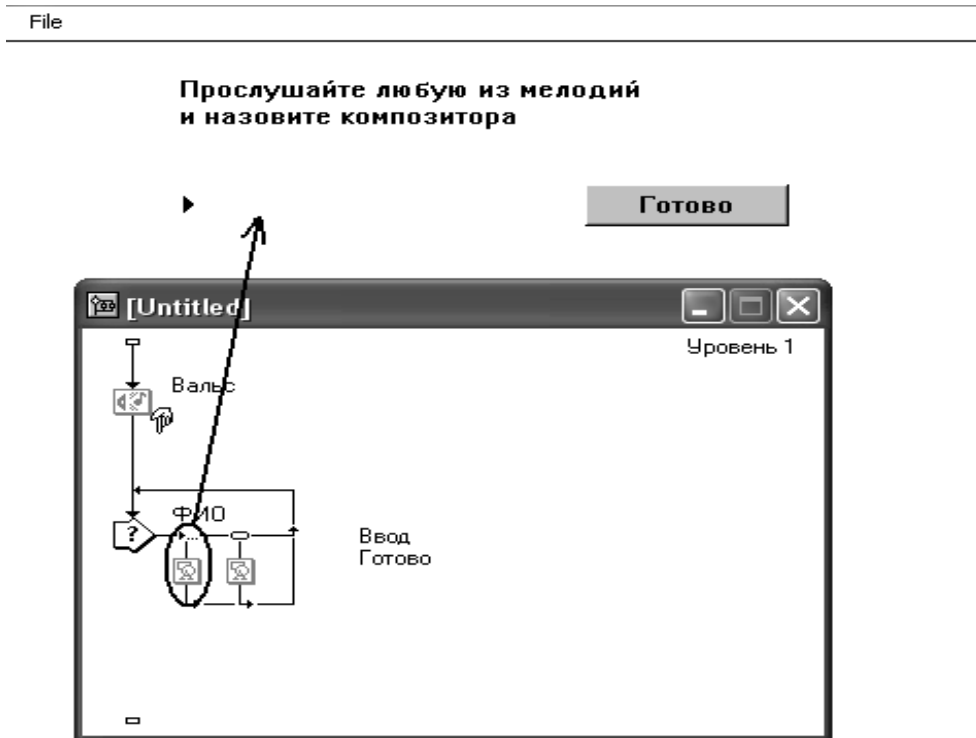 File
Прослушайте любую из мелодий
и назовите композитора
Готово
[Untitled]
Уровень 1
Вальс
ФИО
?
Ввод
Готово